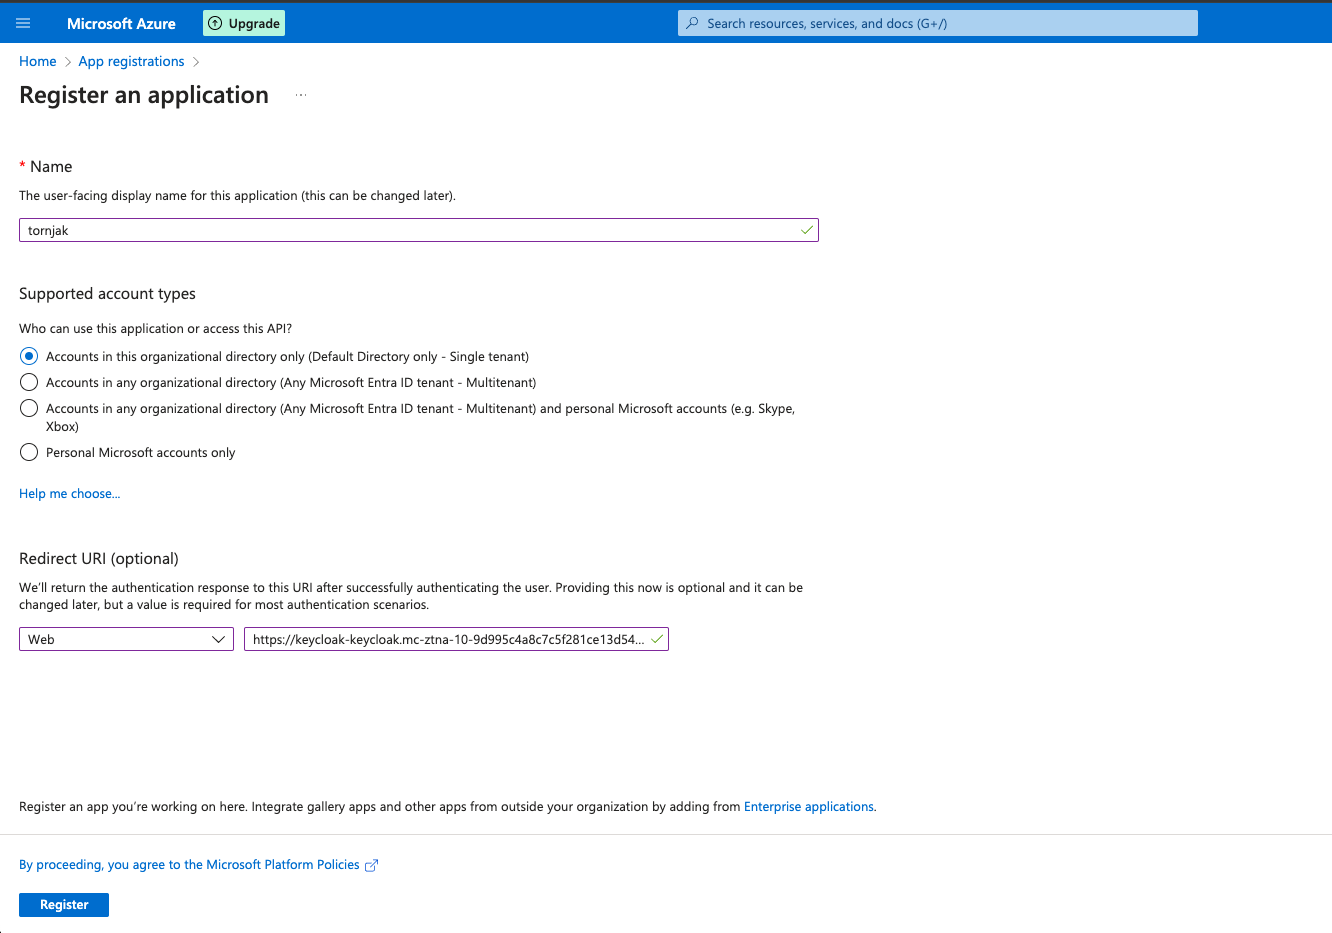 Microsoft Azure
Upgrade
Search resources, services, and docs (G+/)
Home > App registrations >
Register an application ...
* Name
The user-facing display name for this application (this can be changed later).
tornjak
Supported account types
Who can use this application or access this API?
Accounts in this organizational directory only (Default Directory only - Single tenant)
Accounts in any organizational directory (Any Microsoft Entra ID tenant - Multitenant)
Accounts in any organizational directory (Any Microsoft Entra ID tenant - Multitenant) and personal Microsoft accounts (e.g. Skype,
Xbox)
Personal Microsoft accounts only
Help me choose...
Redirect URI (optional)
We'll return the authentication response to this URI after successfully authenticating the user. Providing this now is optional and it can be
changed later, but a value is required for most authentication scenarios.
Web
https://keycloak-keycloak.mc-ztna-10-9d995c4a8c7c5f281ce13d54...
Register an app you're working on here. Integrate gallery apps and other apps from outside your organization by adding from Enterprise applications.
By proceeding, you agree to the Microsoft Platform Policies
Register